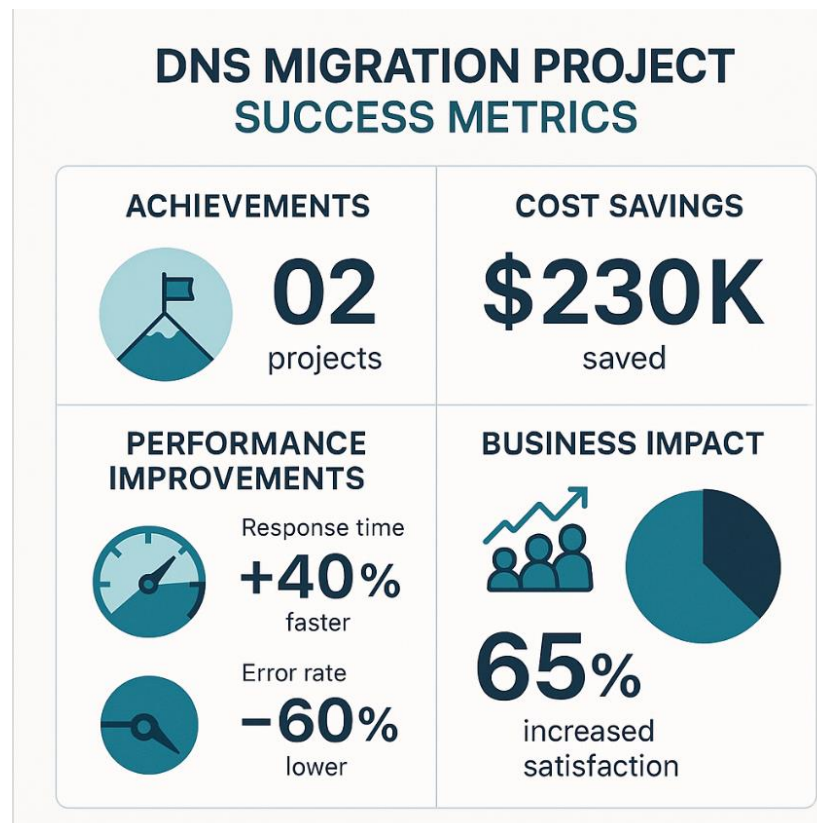 DNS MIGRATION PROJECT
SUCCESS METRICS
ACHIEVEMENTS
02
projects
COST SAVINGS
$230K
saved
PERFORMANCE
IMPROVEMENTS
Response time
+40%
faster
Error rate
−60%
lower
BUSINESS IMPACT
65%
increased
satisfaction